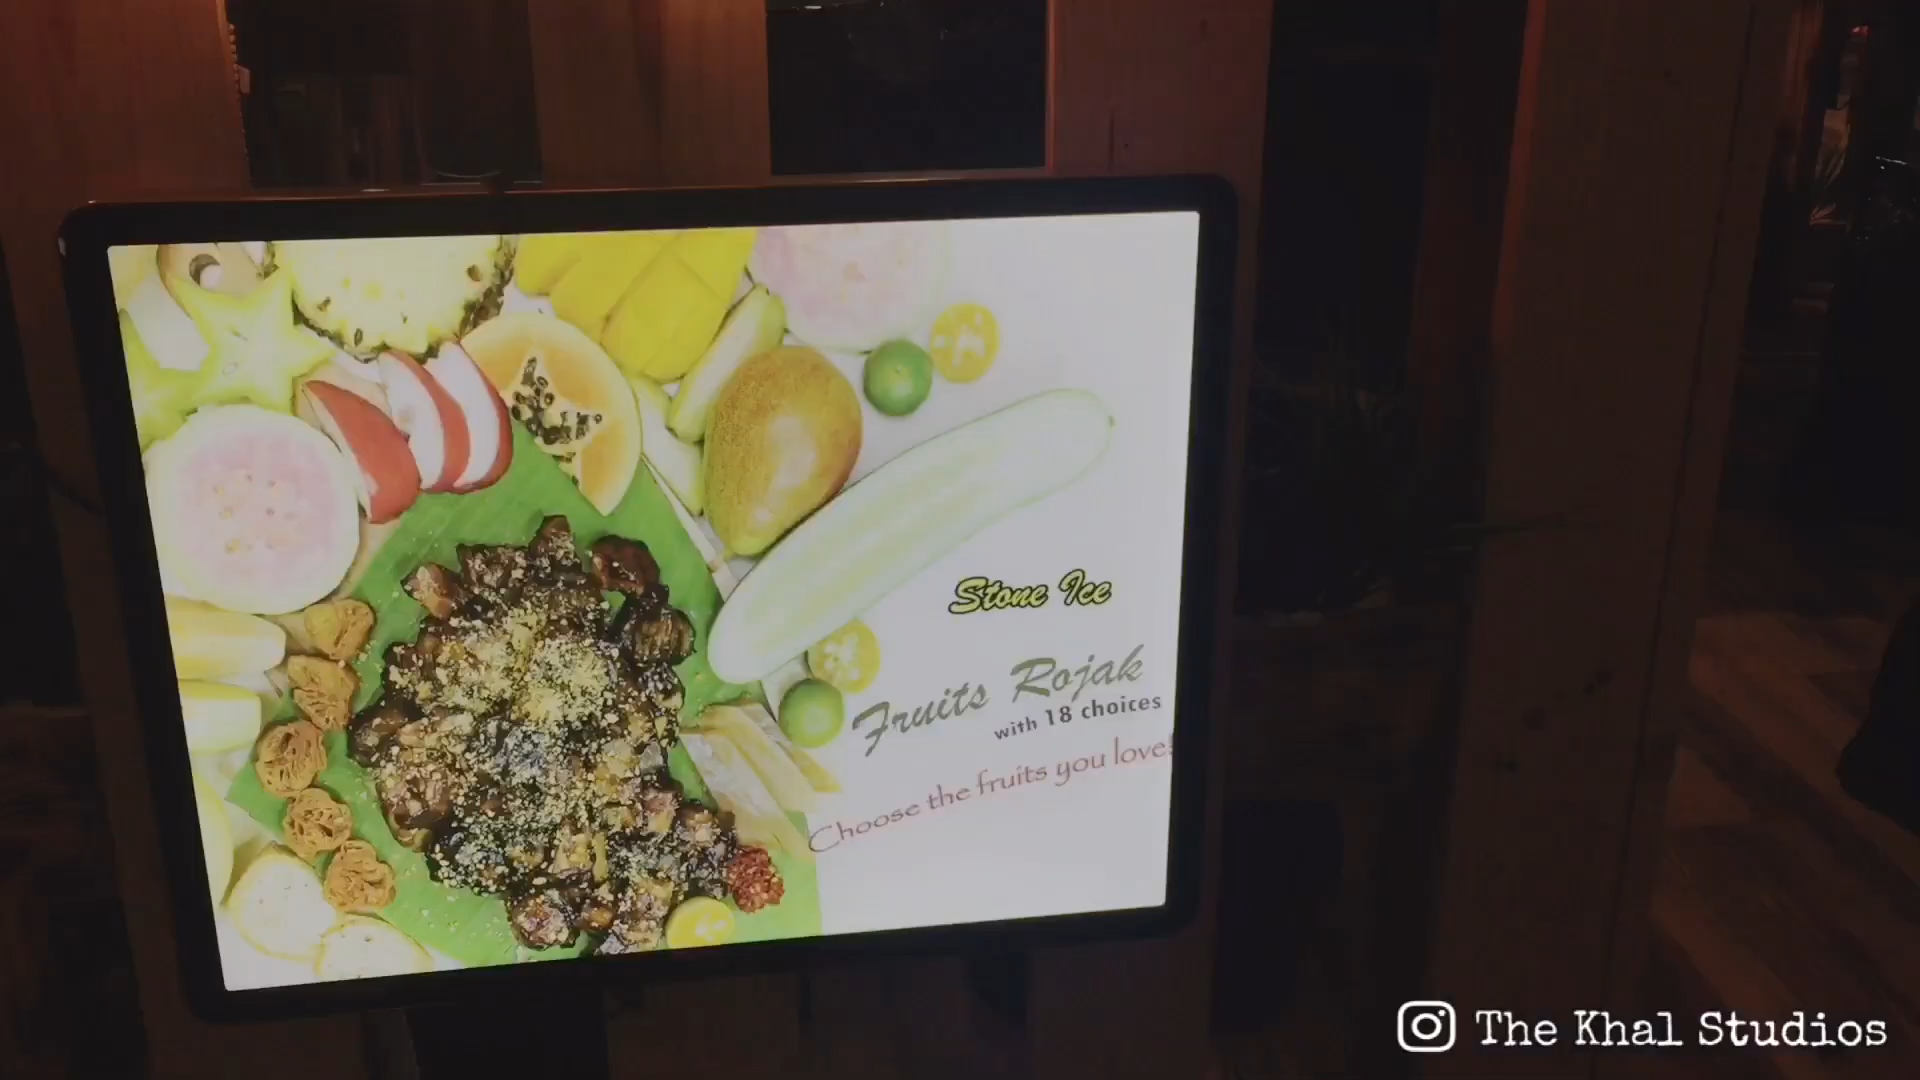 Stone Ice
Fruits Rojak
with 18 choices
Choose the fruits you love!
The Khal Studios